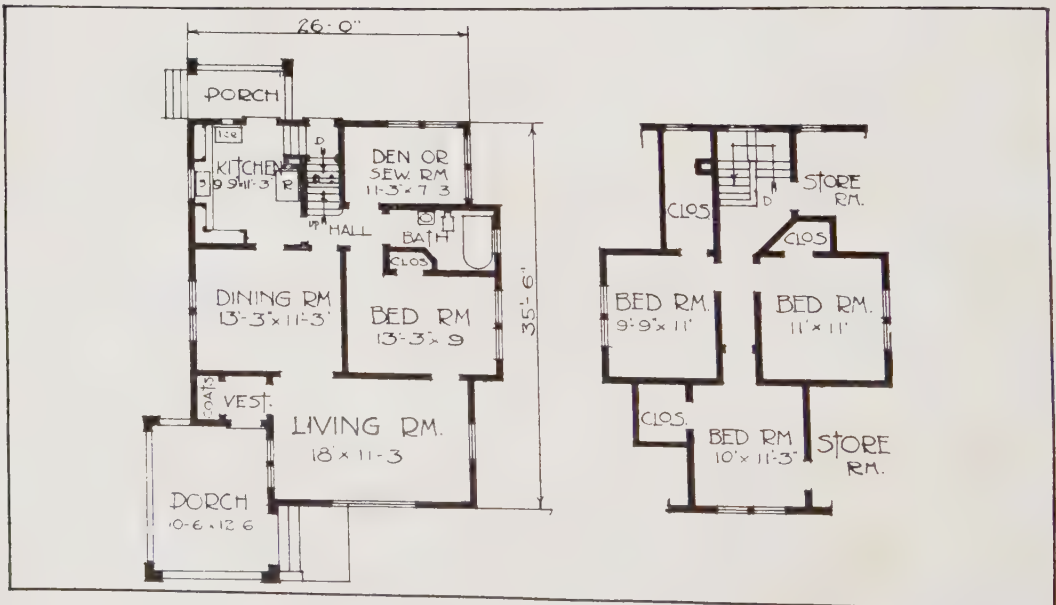 26'-0"
PORCH
ICE
D
DEN OR
SEW. RM
11'-3" x 7'3
KITCHEN
9'9"x11'-3"
S
R
UP
HALL
BATH
CLOS
DINING RM
13'-3" x 11'-3"
BED RM
13'-3" x 9
35'-6"
COATS
VEST.
LIVING RM.
18' x 11-3
PORCH
10-6 x 12 6
CLOS
D
STORE
RM.
CLOS
BED RM.
9'-9" x 11'
BED RM.
11' x 11'
CLOS.
BED RM
10' x 11'-3"
STORE
RM.